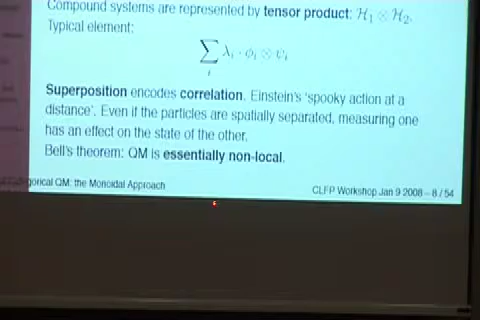 Compound systems are represented by tensor product: H₁ ⊗ H₂.
Typical element:
∑ᵢ λᵢ · φᵢ ⊗ ψᵢ
Superposition encodes correlation. Einstein's 'spooky action at a
distance'. Even if the particles are spatially separated, measuring one
has an effect on the state of the other.
Bell's theorem: QM is essentially non-local.
QM: the Monoidal Approach
CLFP Workshop Jan 9 2008 – 8 / 54